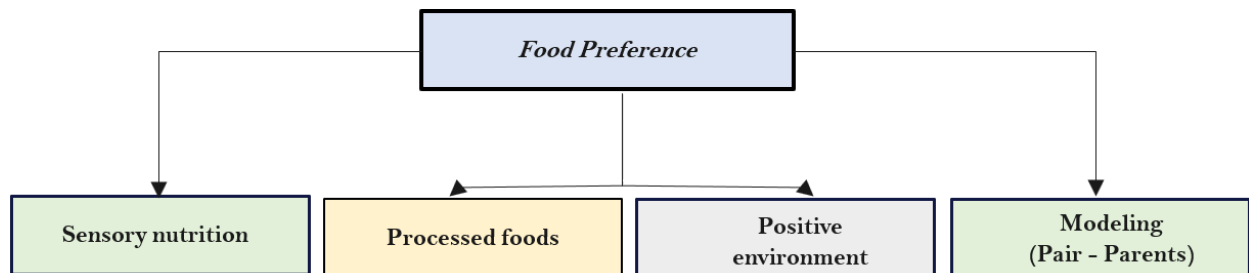 Food Preference
Sensory nutrition
Processed foods
Positive
environment
Modeling
(Pair - Parents)